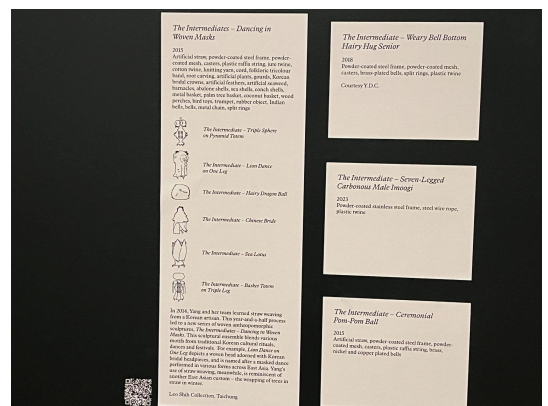 The Intermediates – Dancing in
Woven Masks
2015
Artificial straw, powder-coated steel frame, powder-
coated mesh, casters, plastic raffia string, jute twine,
cotton twine, knitting yarn, cord, folkloric tricolour
band, root carving, artificial plants, gourds, Korean
bridal crowns, artificial feathers, artificial seaweed,
barnacles, abalone shells, sea shells, conch shells,
metal basket, palm tree basket, coconut basket, wood
perches, bird toys, trumpet, rubber object, Indian
bells, bells, metal chain, split rings
The Intermediate – Triple Sphere
on Pyramid Totem
The Intermediate – Lion Dance
on One Leg
The Intermediate – Hairy Dragon Ball
The Intermediate – Chinese Bride
The Intermediate – Sea Lotus
The Intermediate – Basket Totem
on Triple Leg
In 2014, Yang and her team learned straw weaving
from a Korean artisan. This year-and-a-half process
led to a new series of woven anthropomorphic
sculptures, The Intermediates – Dancing in Woven
Masks. This sculptural ensemble blends various
motifs from traditional Korean cultural rituals,
dances and festivals. For example, Lion Dance on
One Leg depicts a woven head adorned with Korean
bridal headpieces, and is named after a masked dance
performed in various forms across East Asia. Yang's
use of straw weaving, meanwhile, is reminiscent of
another East Asian custom – the wrapping of trees in
straw in winter.
Leo Shih Collection, Taichung
The Intermediate – Weary Bell Bottom
Hairy Hug Senior
2018
Powder-coated steel frame, powder-coated mesh,
casters, brass-plated bells, split rings, plastic twine
Courtesy Y.D.C.
The Intermediate – Seven-Legged
Carbonous Male Imoogi
2023
Powder-coated stainless steel frame, steel wire rope,
plastic twine
The Intermediate – Ceremonial
Pom-Pom Ball
2015
Artificial straw, powder-coated steel frame, powder-
coated mesh, casters, plastic raffia string, brass,
nickel and copper plated bells